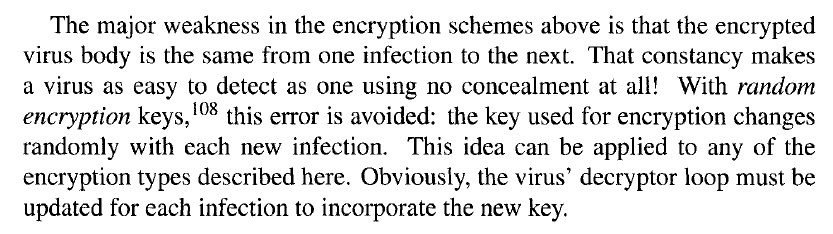 The major weakness in the encryption schemes above is that the encrypted
virus body is the same from one infection to the next. That constancy makes
a virus as easy to detect as one using no concealment at all! With random
encryption keys,108 this error is avoided: the key used for encryption changes
randomly with each new infection. This idea can be applied to any of the
encryption types described here. Obviously, the virus' decryptor loop must be
updated for each infection to incorporate the new key.